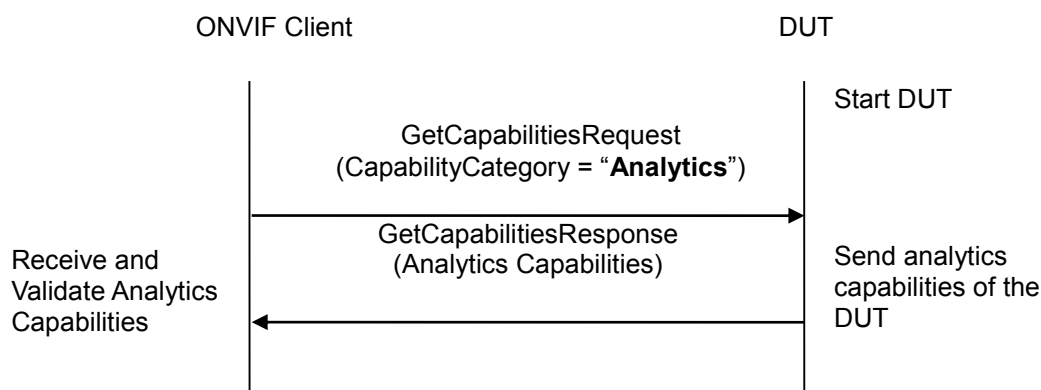 ONVIF Client
DUT
Start DUT
GetCapabilitiesRequest
(CapabilityCategory = “Analytics”)
GetCapabilitiesResponse
(Analytics Capabilities)
Receive and
Validate Analytics
Capabilities
Send analytics
capabilities of the
DUT